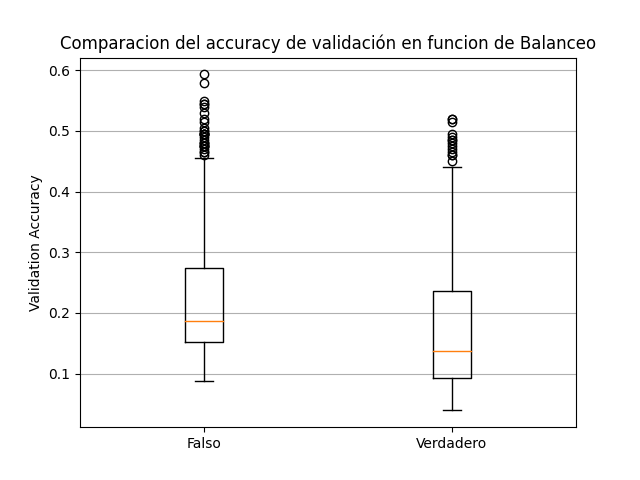 Comparacion del accuracy de validación en funcion de Balanceo
0.6
0.5
0.4
0.3
0.2
0.1
Validation Accuracy
Falso
Verdadero